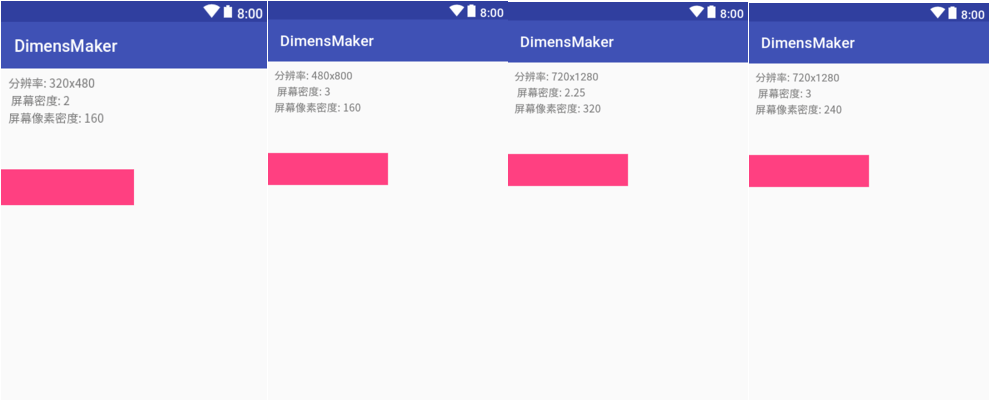 8:00
DimensMaker
分辨率: 320x480
屏幕密度: 2
屏幕像素密度: 160
8:00
DimensMaker
分辨率: 480x800
屏幕密度: 3
屏幕像素密度: 160
8:00
DimensMaker
分辨率: 720x1280
屏幕密度: 2.25
屏幕像素密度: 320
8:00
DimensMaker
分辨率: 720x1280
屏幕密度: 3
屏幕像素密度: 240